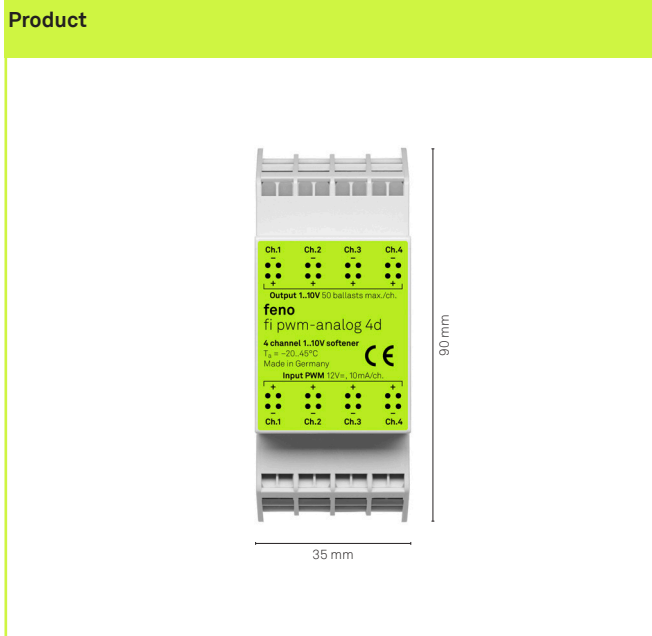 Product
Ch.1 Ch.2 Ch.3 Ch.4
– – – –
+ + + +
Output 1..10V 50 ballasts max./ch.
feno
fi pwm-analog 4d
4 channel 1..10V softener
Ta = –20..45°C
Made in Germany
CE
Input PWM 12V=, 10mA/ch.
+ + + +
– – – –
Ch.1 Ch.2 Ch.3 Ch.4
90 mm
35 mm